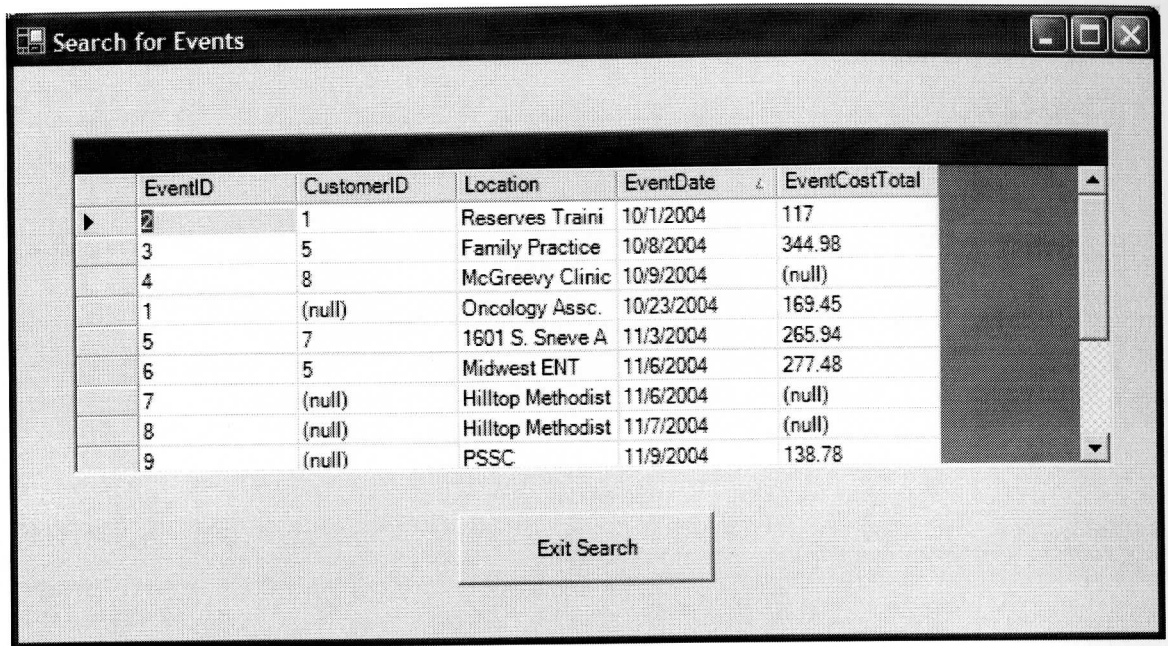 Search for Events
EventID CustomerID Location EventDate EventCostTotal
2 1 Reserves Traini 10/1/2004 117
3 5 Family Practice 10/8/2004 344.98
4 8 McGreevy Clinic 10/9/2004 (null)
1 (null) Oncology Assc. 10/23/2004 169.45
5 7 1601 S. Sneve A 11/3/2004 265.94
6 5 Midwest ENT 11/6/2004 277.48
7 (null) Hilltop Methodist 11/6/2004 (null)
8 (null) Hilltop Methodist 11/7/2004 (null)
9 (null) PSSC 11/9/2004 138.78
Exit Search